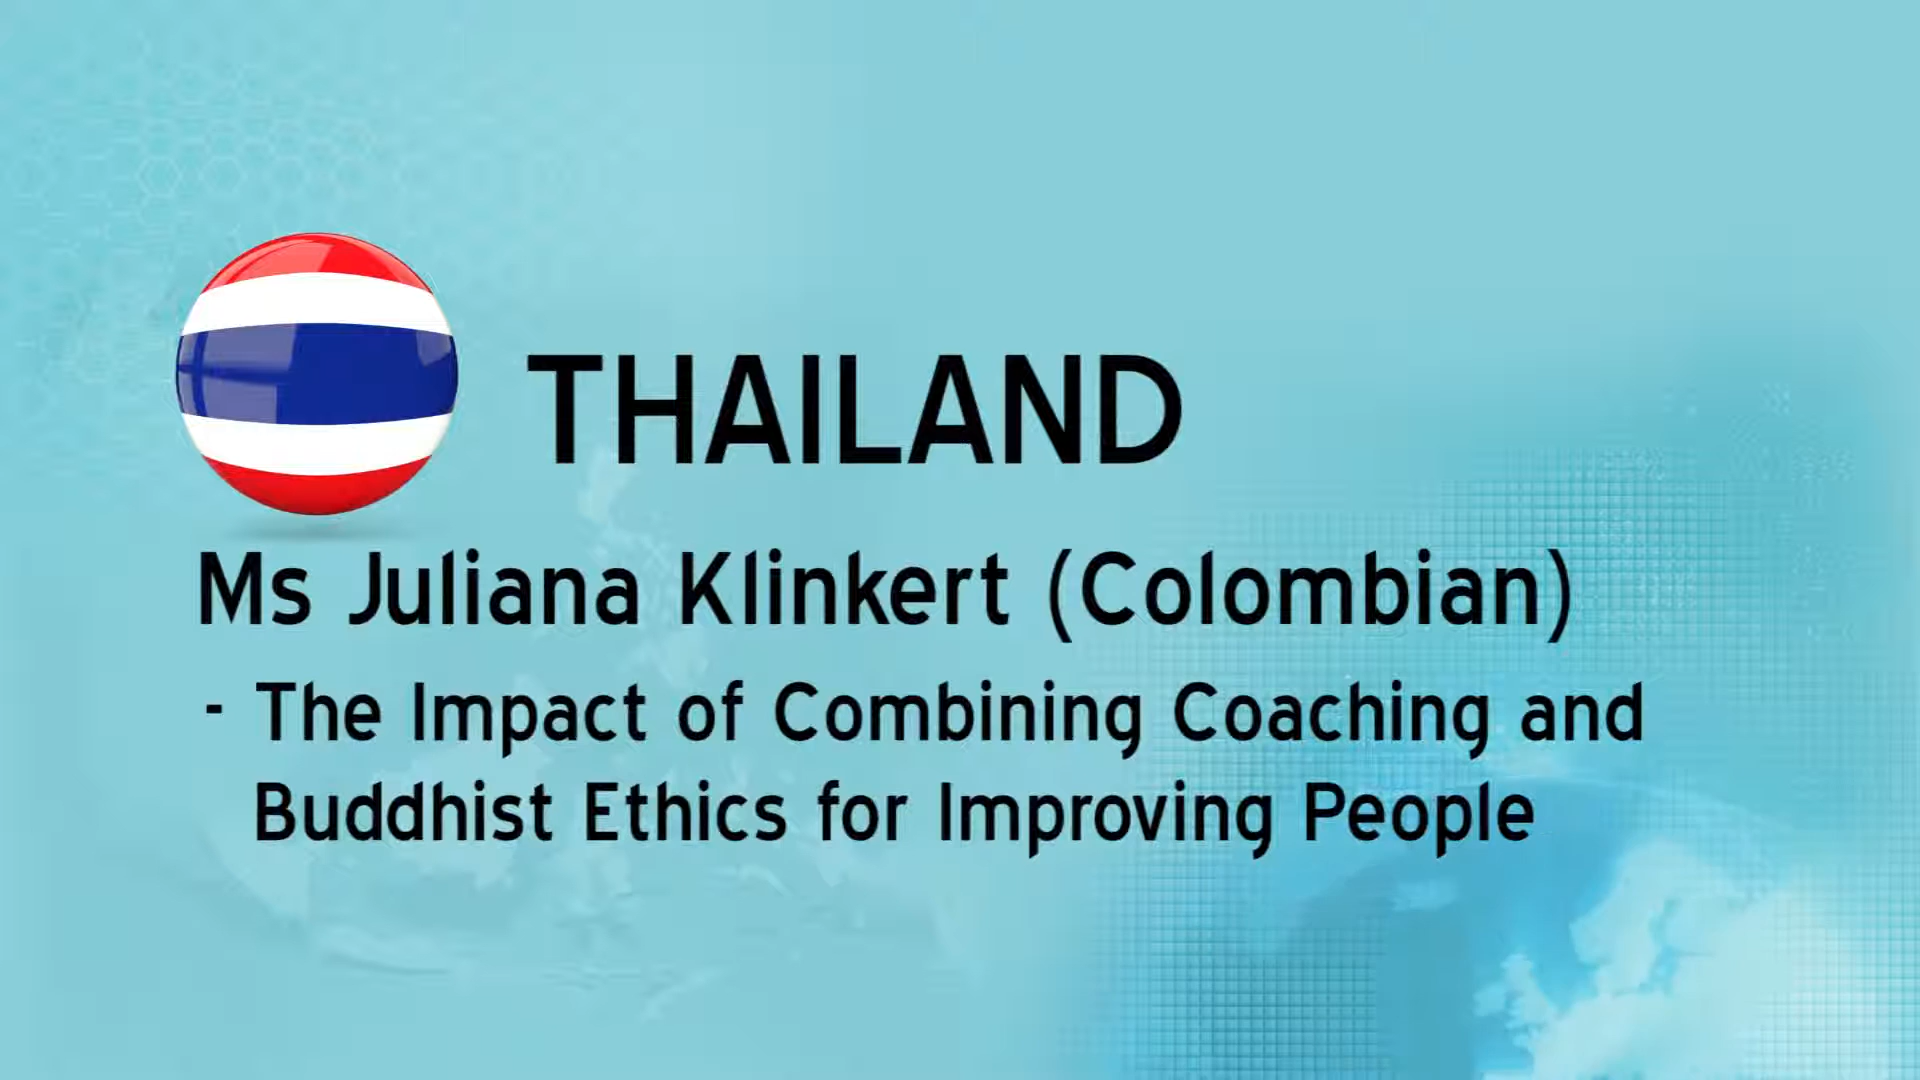 THAILAND
Ms Juliana Klinkert (Colombian)
- The Impact of Combining Coaching and
Buddhist Ethics for Improving People